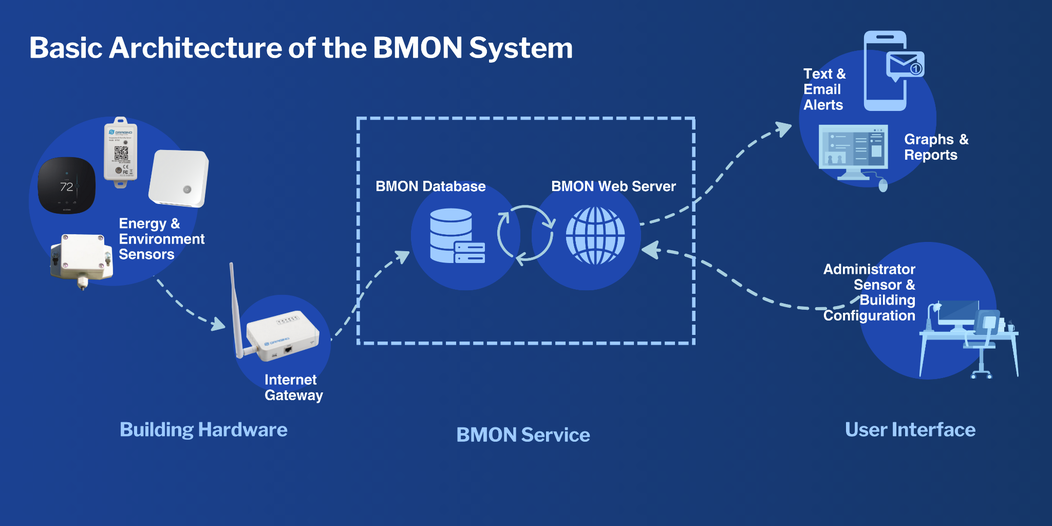 Basic Architecture of the BMON System
Text &
Email
Alerts
1
Graphs &
Reports
72
Energy &
Environment
Sensors
BMON Database
BMON Web Server
Administrator
Sensor &
Building
Configuration
Internet
Gateway
Building Hardware
BMON Service
User Interface